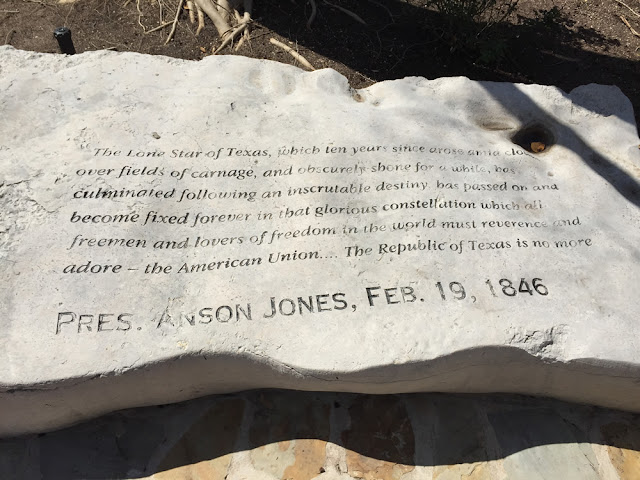 The Lone Star of Texas, which ten years since arose amid clou
over fields of carnage, and obscurely shone for a while, has
culminated following an inscrutable destiny, has passed on and
become fixed forever in that glorious constellation which all
freemen and lovers of freedom in the world must reverence and
adore – the American Union.... The Republic of Texas is no more
PRES. ANSON JONES, FEB. 19, 1846